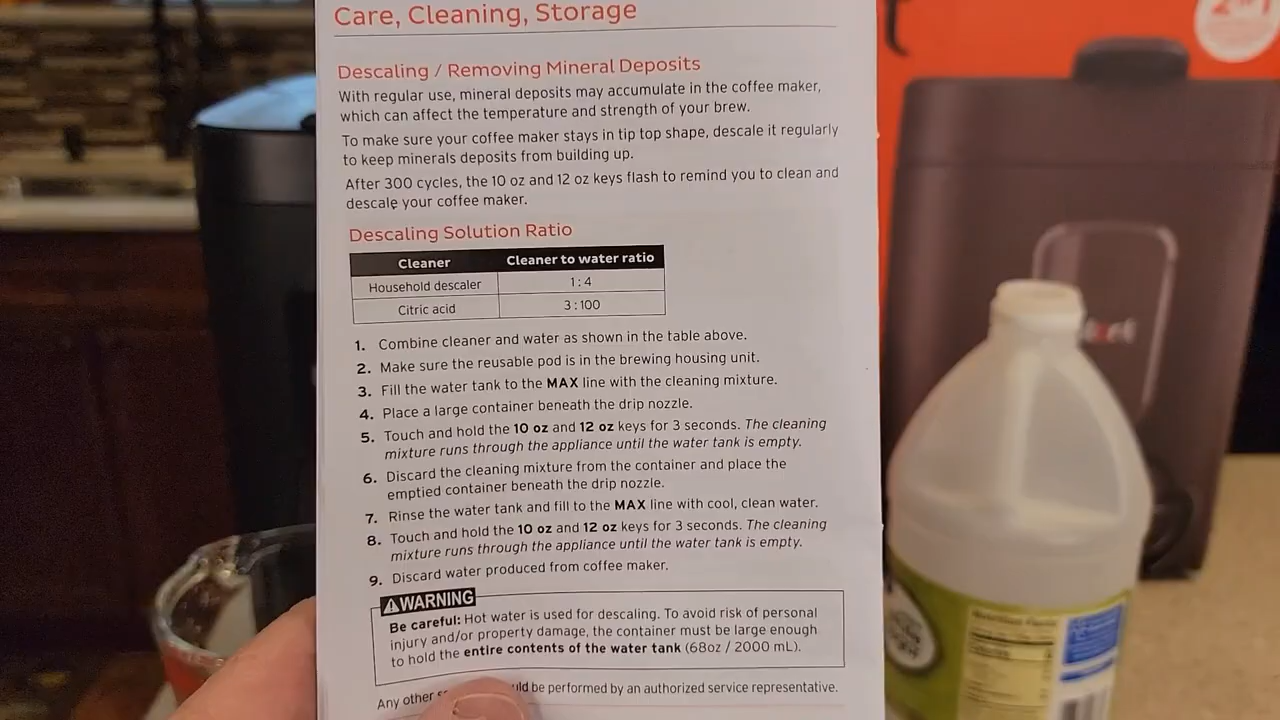 Care, Cleaning, Storage
Descaling / Removing Mineral Deposits
With regular use, mineral deposits may accumulate in the coffee maker,
which can affect the temperature and strength of your brew.
To make sure your coffee maker stays in tip top shape, descale it regularly
to keep minerals deposits from building up.
After 300 cycles, the 10 oz and 12 oz keys flash to remind you to clean and
descale your coffee maker.
Descaling Solution Ratio
Cleaner Cleaner to water ratio
Household descaler 1:4
Citric acid 3:100
1. Combine cleaner and water as shown in the table above.
2. Make sure the reusable pod is in the brewing housing unit.
3. Fill the water tank to the MAX line with the cleaning mixture.
4. Place a large container beneath the drip nozzle.
5. Touch and hold the 10 oz and 12 oz keys for 3 seconds. The cleaning
mixture runs through the appliance until the water tank is empty.
6. Discard the cleaning mixture from the container and place the
emptied container beneath the drip nozzle.
7. Rinse the water tank and fill to the MAX line with cool, clean water.
8. Touch and hold the 10 oz and 12 oz keys for 3 seconds. The cleaning
mixture runs through the appliance until the water tank is empty.
9. Discard water produced from coffee maker.
WARNING
Be careful: Hot water is used for descaling. To avoid risk of personal
injury and/or property damage, the container must be large enough
to hold the entire contents of the water tank (68oz / 2000 mL).
Any other be performed by an authorized service representative.
Nutrition Facts